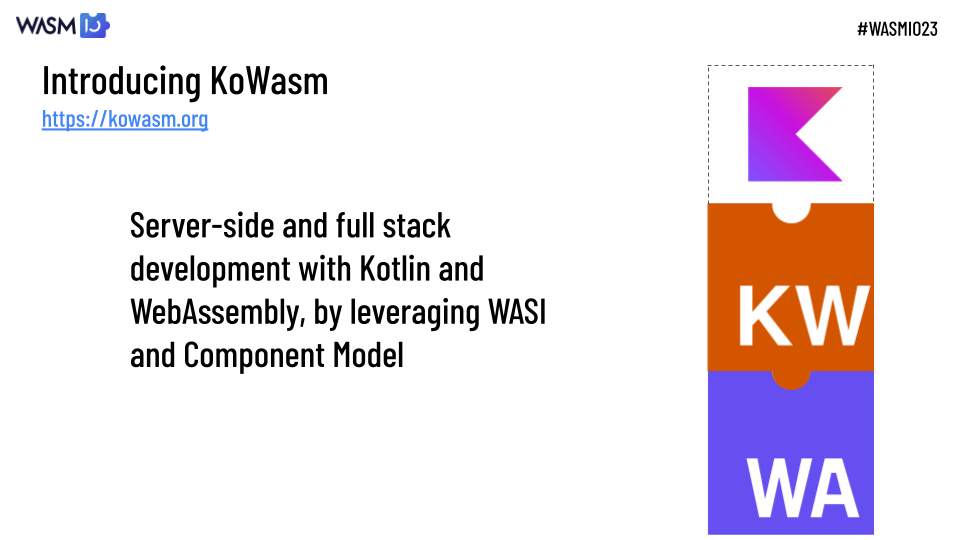 WASM IO
#WASMIO23
Introducing KoWasm
https://kowasm.org
Server-side and full stack
development with Kotlin and
WebAssembly, by leveraging WASI
and Component Model
KW
WA